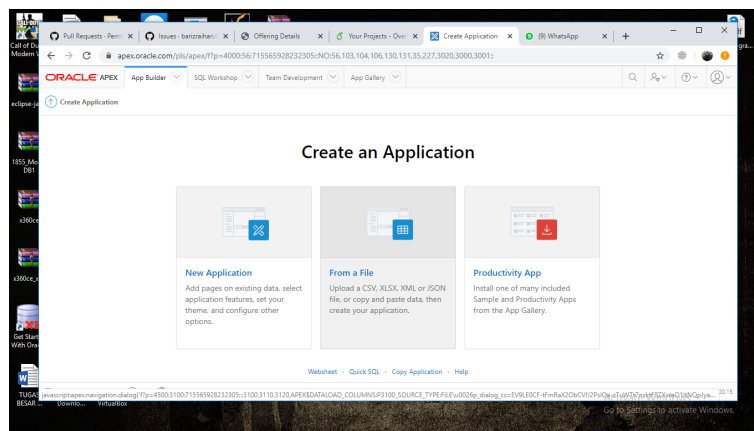 Pull Requests · Pem
Issues · barizraihan/
Offering Details
Your Projects - Over
Create Application
(9) WhatsApp
apex.oracle.com/pls/apex/f?p=4000:56:715565928232305::NO:56,103,104,106,130,131,35,227,3020,3000,3001::
ORACLE APEX
App Builder
SQL Workshop
Team Development
App Gallery
Create Application
Create an Application
New Application
Add pages on existing data, select
application features, set your
theme, and configure other
options.
From a File
Upload a CSV, XLSX, XML or JSON
file, or copy and paste data, then
create your application.
Productivity App
Install one of many included
Sample and Productivity Apps
from the App Gallery.
Websheet · Quick SQL · Copy Application · Help
Call of Du
Modern
eclipse-ja
1855_Mo
DB1
x360ce
x360ce_x
Get Start
With Ora
TUGAS
BESAR ...
Downlo...
VirtualBox
20:15
Go to Settings to activate Windows.